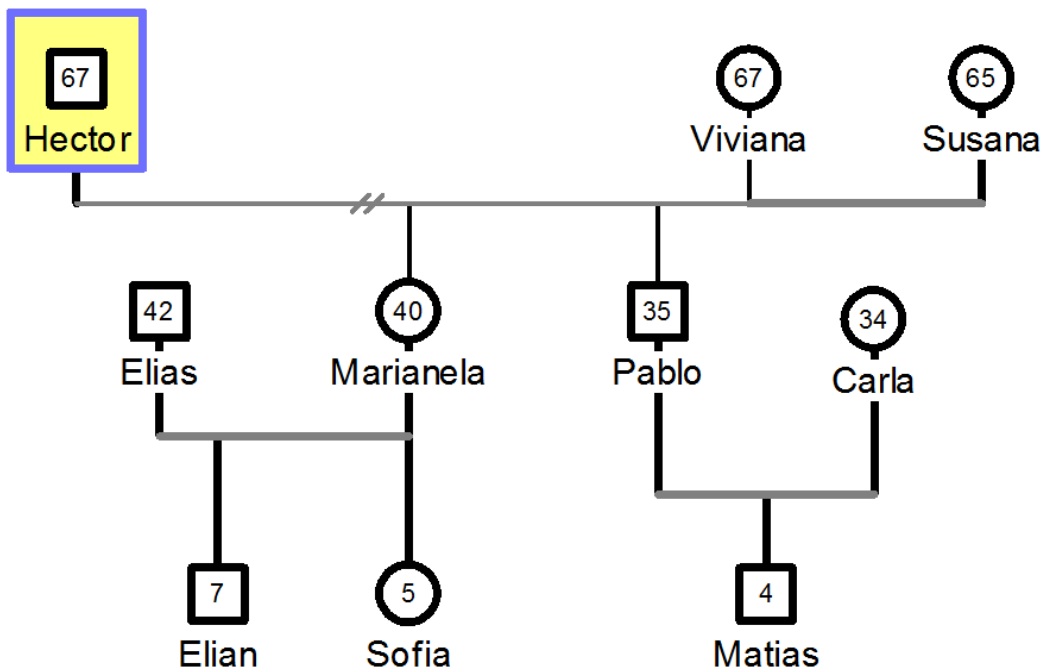 67
Hector
67
Viviana
65
Susana
42
Elias
40
Marianela
35
Pablo
34
Carla
7
Elian
5
Sofia
4
Matias